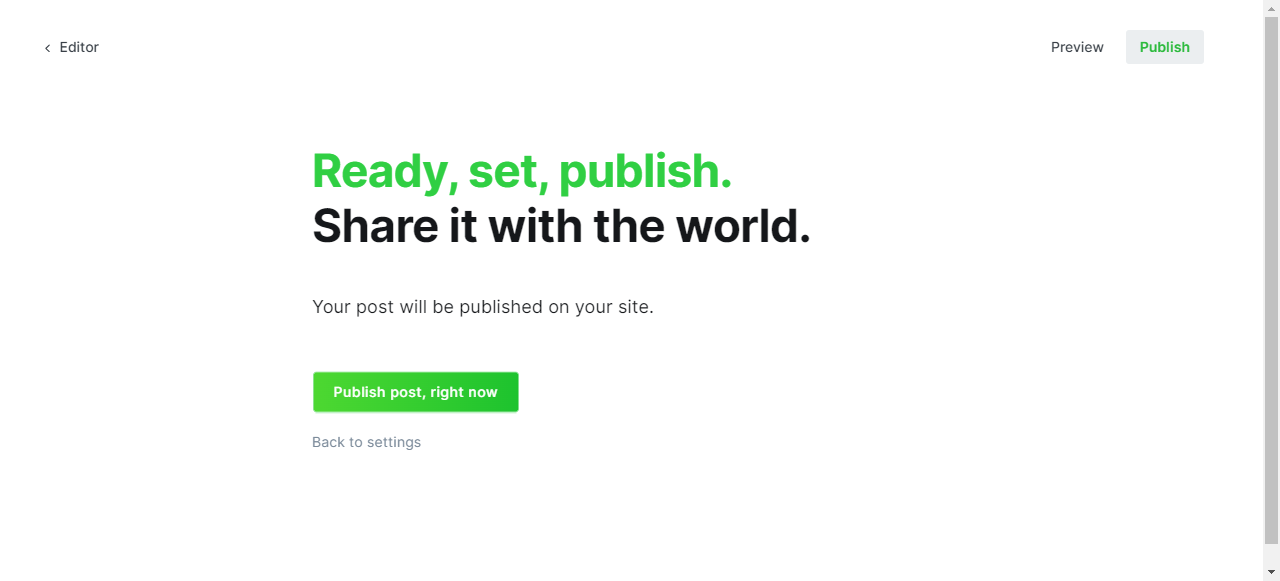 Editor
Preview
Publish
Ready, set, publish.
Share it with the world.
Your post will be published on your site.
Publish post, right now
Back to settings